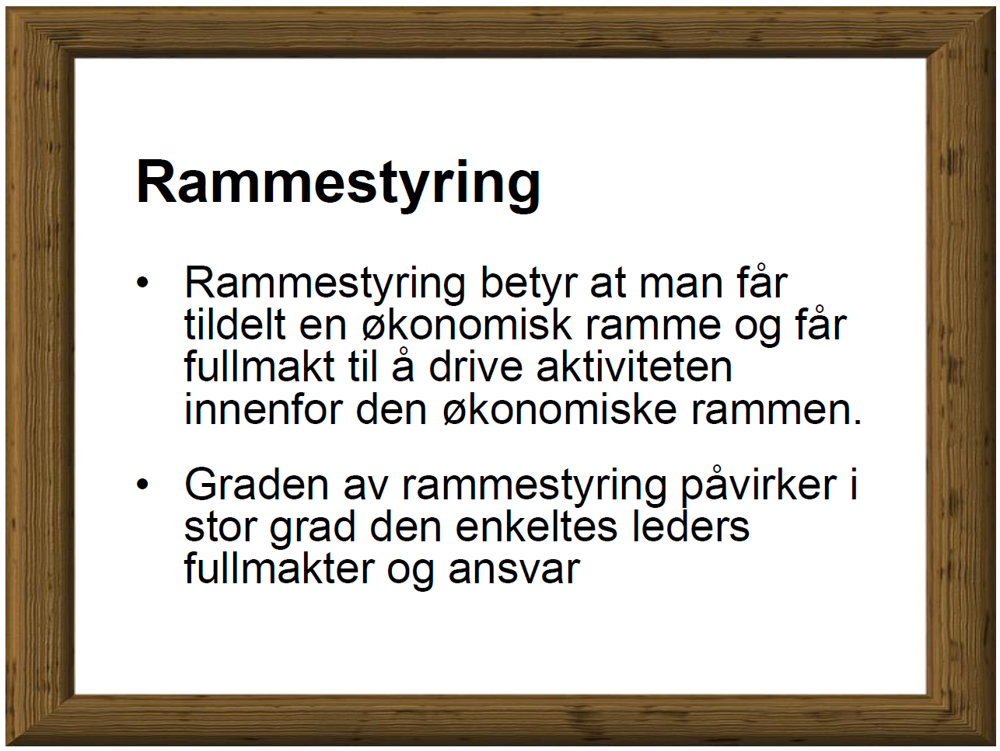 Rammestyring
• Rammestyring betyr at man får
tildelt en økonomisk ramme og får
fullmakt til å drive aktiviteten
innenfor den økonomiske rammen.
• Graden av rammestyring påvirker i
stor grad den enkeltes leders
fullmakter og ansvar